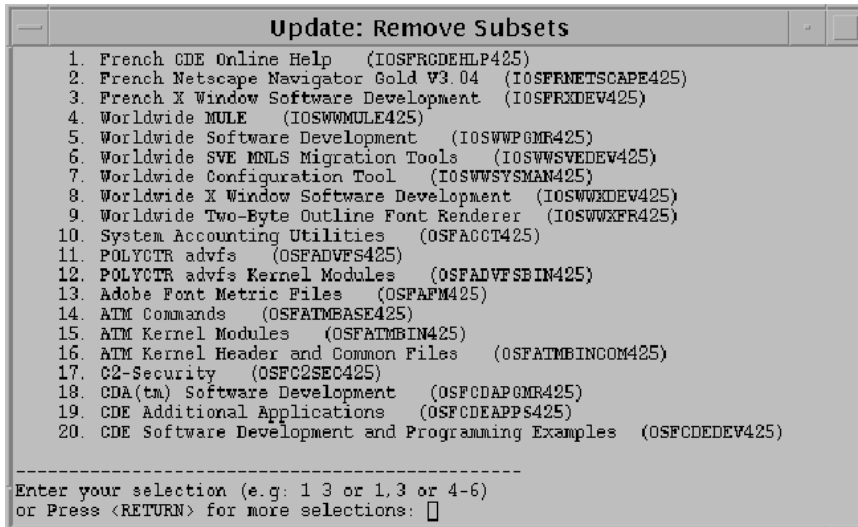 Update: Remove Subsets
1. French CDE Online Help (IOSFRCDEHLP425)
2. French Netscape Navigator Gold V3.04 (IOSFRNETSCAPE425)
3. French X Window Software Development (IOSFRXDEV425)
4. Worldwide MULE (IOSWWMULE425)
5. Worldwide Software Development (IOSWWPGMR425)
6. Worldwide SVE MNLS Migration Tools (IOSWWSVEDEV425)
7. Worldwide Configuration Tool (IOSWWSYSMAN425)
8. Worldwide X Window Software Development (IOSWWXDEV425)
9. Worldwide Two-Byte Outline Font Renderer (IOSWWXFR425)
10. System Accounting Utilities (OSFACCT425)
11. POLYCTR advfs (OSFADVFS425)
12. POLYCTR advfs Kernel Modules (OSFADVFSBIN425)
13. Adobe Font Metric Files (OSFAFM425)
14. ATM Commands (OSFATMBASE425)
15. ATM Kernel Modules (OSFATMBIN425)
16. ATM Kernel Header and Common Files (OSFATMBINCOM425)
17. C2-Security (OSFC2SEC425)
18. CDA(tm) Software Development (OSFCDAPGMR425)
19. CDE Additional Applications (OSFCDEAPPS425)
20. CDE Software Development and Programming Examples (OSFCDEDEV425)
--------------------------------------------------
Enter your selection (e.g: 1 3 or 1,3 or 4-6)
or Press <RETURN> for more selections: